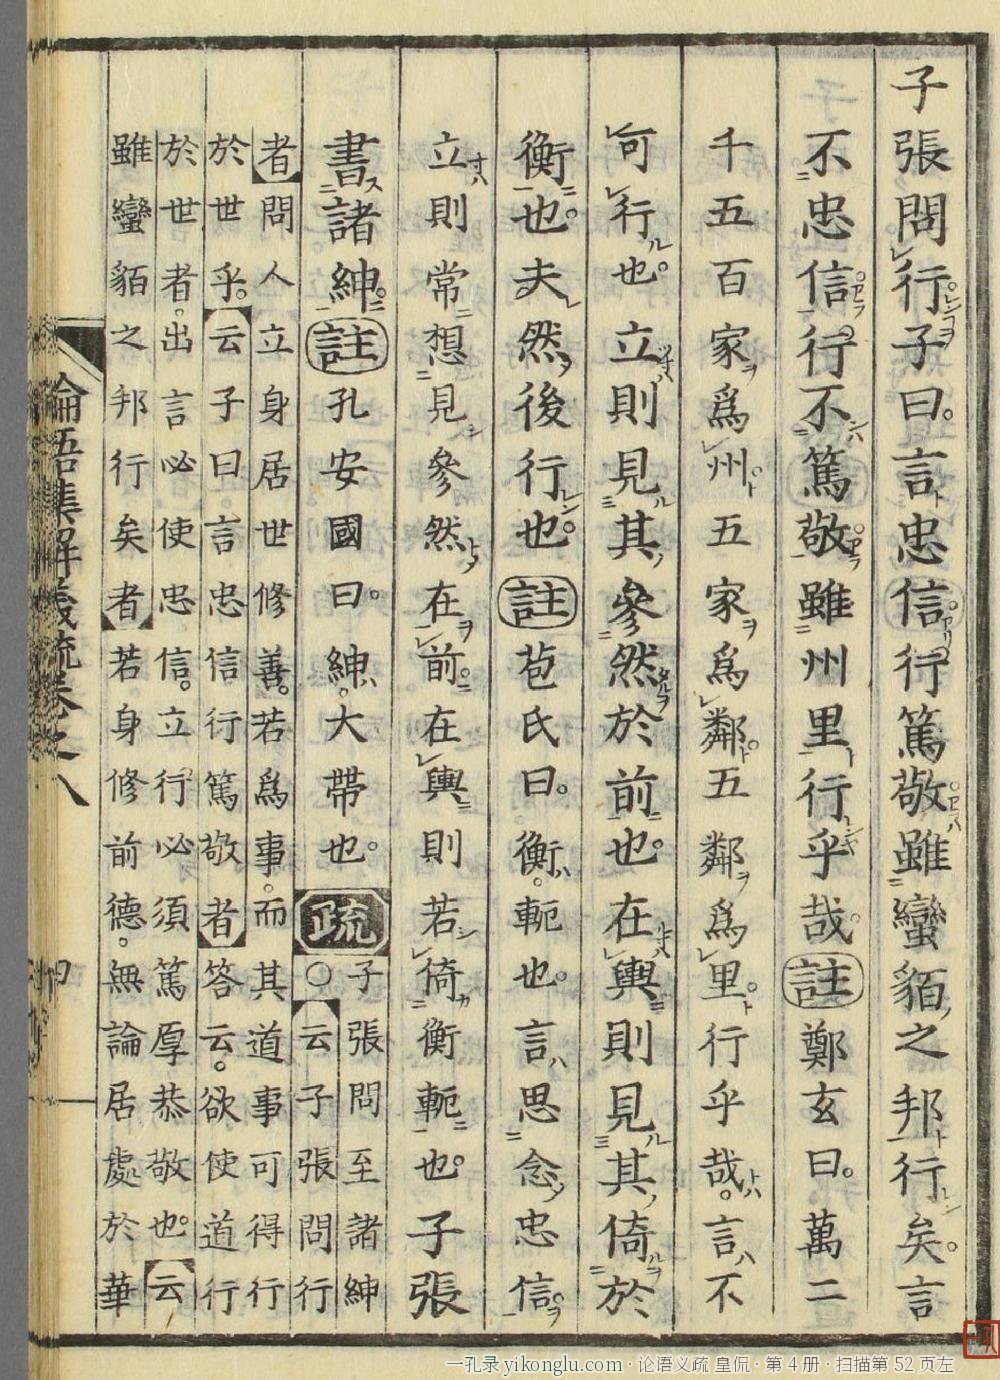 子張問行子曰言忠信行篤敬雖蠻貊之邦行矣言
不忠信行不篤敬雖州里行乎哉註鄭玄曰萬二
千五百家爲州五家爲鄰五鄰爲里行乎哉言不
可行也立則見其參然於前也在輿則見其倚於
衡也夫然後行也註苞氏曰衡軛也言思念忠信
立則常想見參然在前在輿則若倚衡軛也子張
書諸紳註孔安國曰紳大帶也疏子張問至諸紳
○云子張問行
者問人立身居世修善若爲事而其道事可得行
於世乎云子曰言忠信行篤敬者答云欲使道行
於世者出言必使忠信立行必須篤厚恭敬也云
雖蠻貊之邦行矣者若身修前德無論居處於華
論語集解義疏卷之八
四
一孔录 yikonglu.com · 论语义疏 皇侃 · 第 4 册 · 扫描第 52 页左